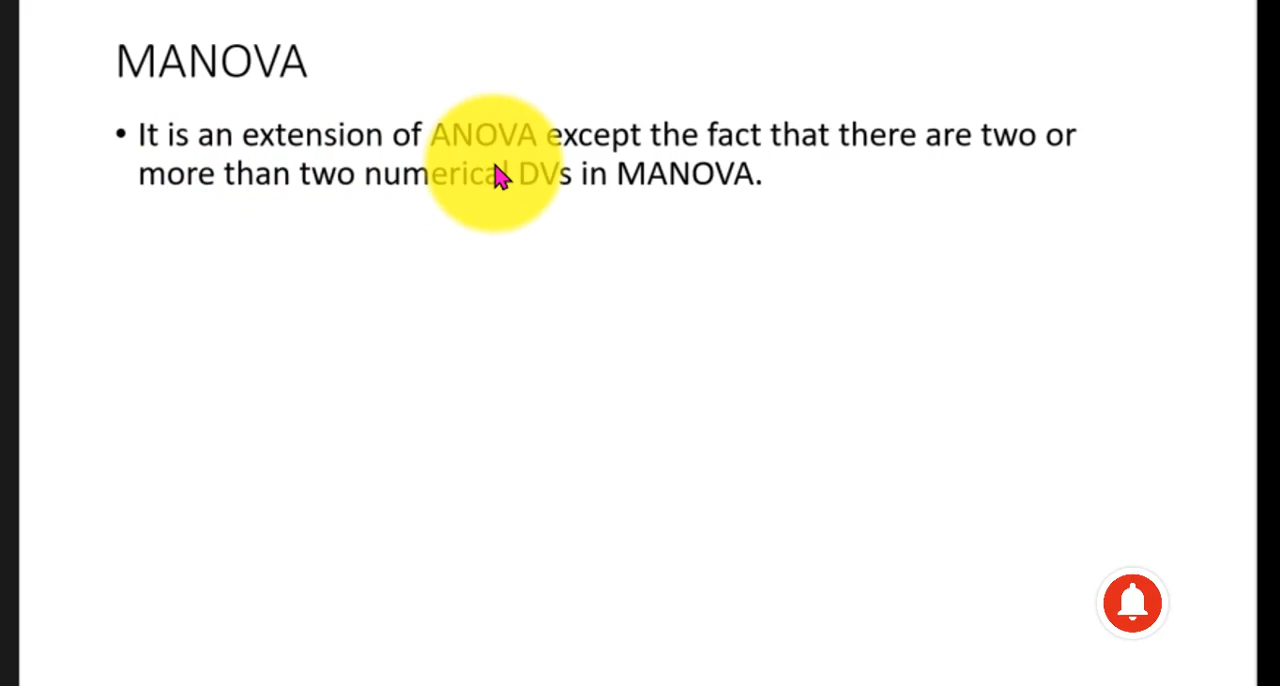 MANOVA
• It is an extension of ANOVA except the fact that there are two or
more than two numerical DVs in MANOVA.